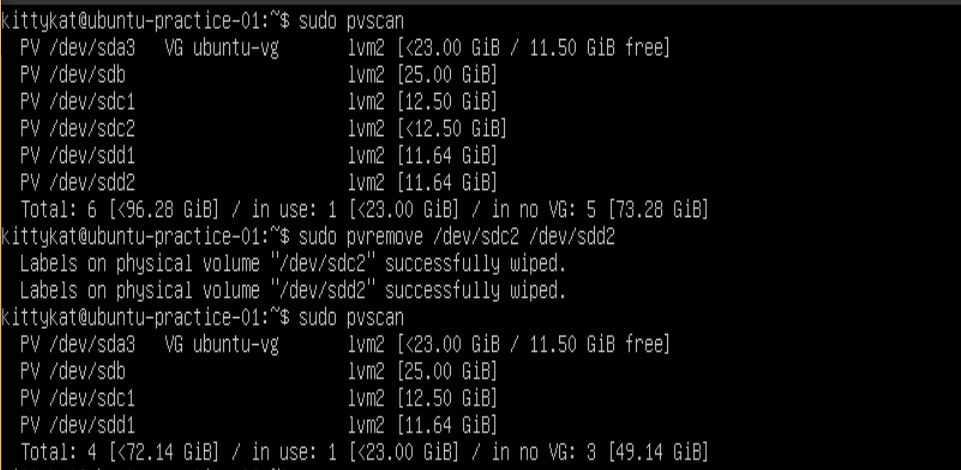 kittykat@ubuntu-practice-01:~$ sudo pvscan
  PV /dev/sda3   VG ubuntu-vg       lvm2 [<23.00 GiB / 11.50 GiB free]
  PV /dev/sdb                       lvm2 [25.00 GiB]
  PV /dev/sdc1                      lvm2 [12.50 GiB]
  PV /dev/sdc2                      lvm2 [<12.50 GiB]
  PV /dev/sdd1                      lvm2 [11.64 GiB]
  PV /dev/sdd2                      lvm2 [11.64 GiB]
  Total: 6 [<96.28 GiB] / in use: 1 [<23.00 GiB] / in no VG: 5 [73.28 GiB]
kittykat@ubuntu-practice-01:~$ sudo pvremove /dev/sdc2 /dev/sdd2
  Labels on physical volume "/dev/sdc2" successfully wiped.
  Labels on physical volume "/dev/sdd2" successfully wiped.
kittykat@ubuntu-practice-01:~$ sudo pvscan
  PV /dev/sda3   VG ubuntu-vg       lvm2 [<23.00 GiB / 11.50 GiB free]
  PV /dev/sdb                       lvm2 [25.00 GiB]
  PV /dev/sdc1                      lvm2 [12.50 GiB]
  PV /dev/sdd1                      lvm2 [11.64 GiB]
  Total: 4 [<72.14 GiB] / in use: 1 [<23.00 GiB] / in no VG: 3 [49.14 GiB]